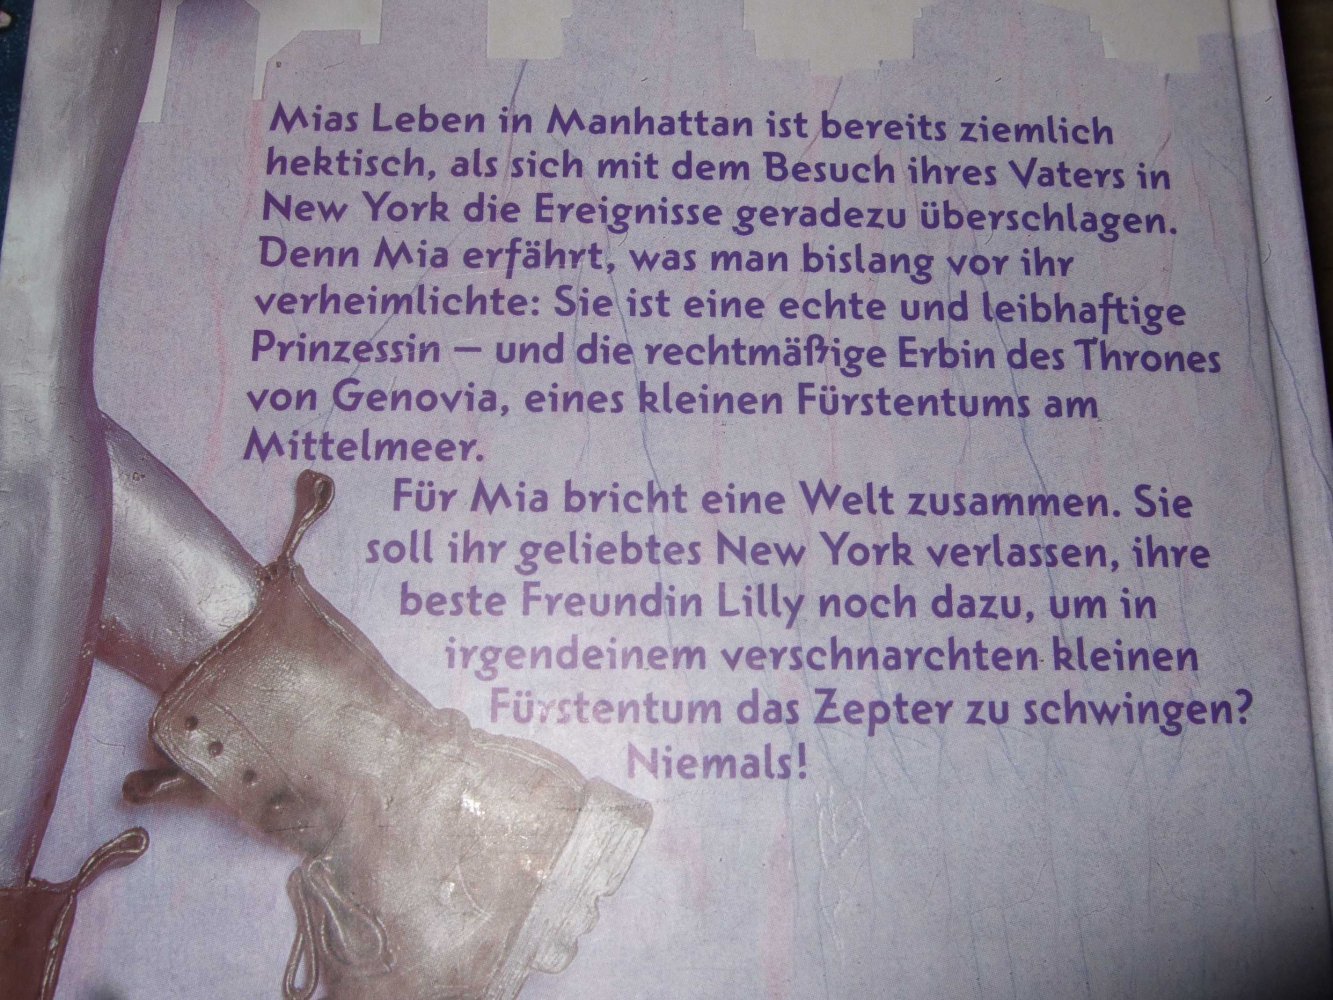 Mias Leben in Manhattan ist bereits ziemlich
hektisch, als sich mit dem Besuch ihres Vaters in
New York die Ereignisse geradezu überschlagen.
Denn Mia erfährt, was man bislang vor ihr
verheimlichte: Sie ist eine echte und leibhaftige
Prinzessin – und die rechtmäßige Erbin des Thrones
von Genovia, eines kleinen Fürstentums am
Mittelmeer.
Für Mia bricht eine Welt zusammen. Sie
soll ihr geliebtes New York verlassen, ihre
beste Freundin Lilly noch dazu, um in
irgendeinem verschnarchten kleinen
Fürstentum das Zepter zu schwingen?
Niemals!